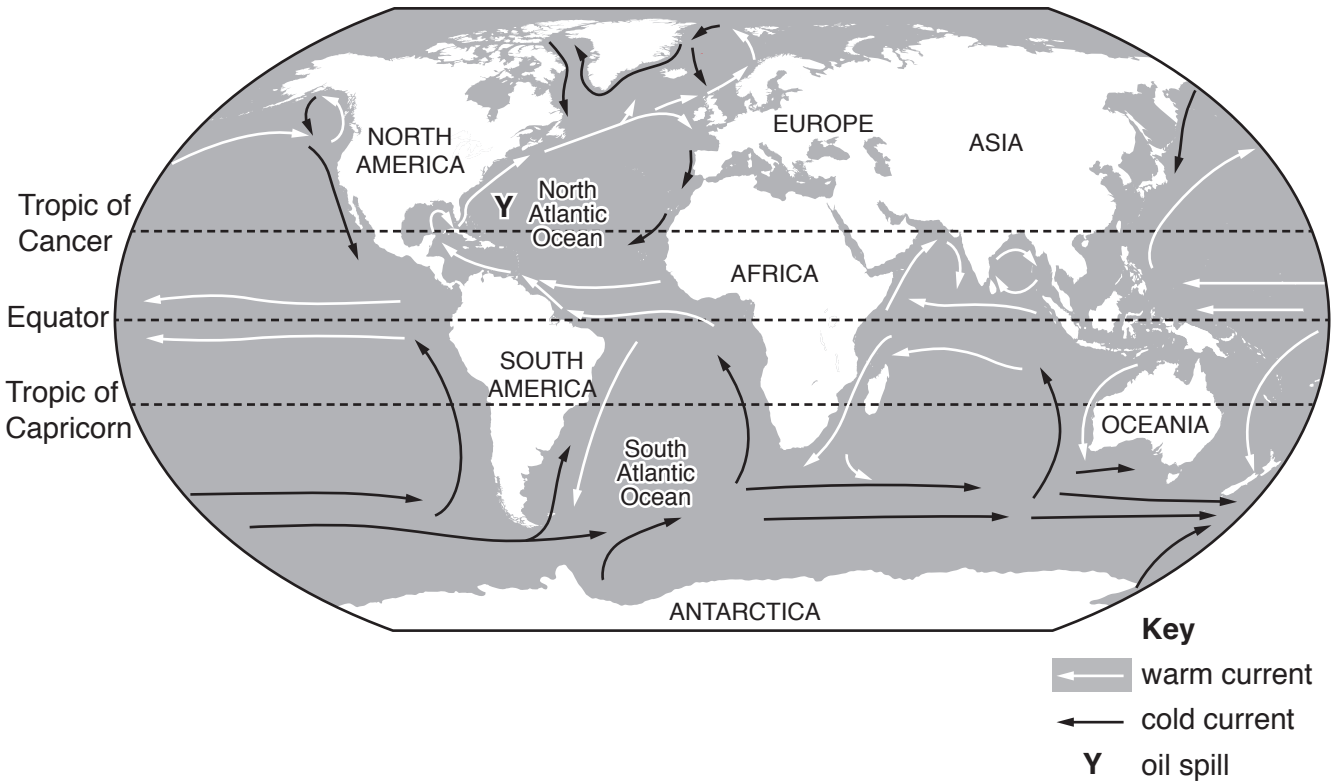 NORTH
AMERICA
EUROPE
ASIA
Tropic of
Cancer
Y
North
Atlantic
Ocean
AFRICA
Equator
SOUTH
AMERICA
Tropic of
Capricorn
OCEANIA
South
Atlantic
Ocean
ANTARCTICA
Key
warm current
cold current
Y oil spill